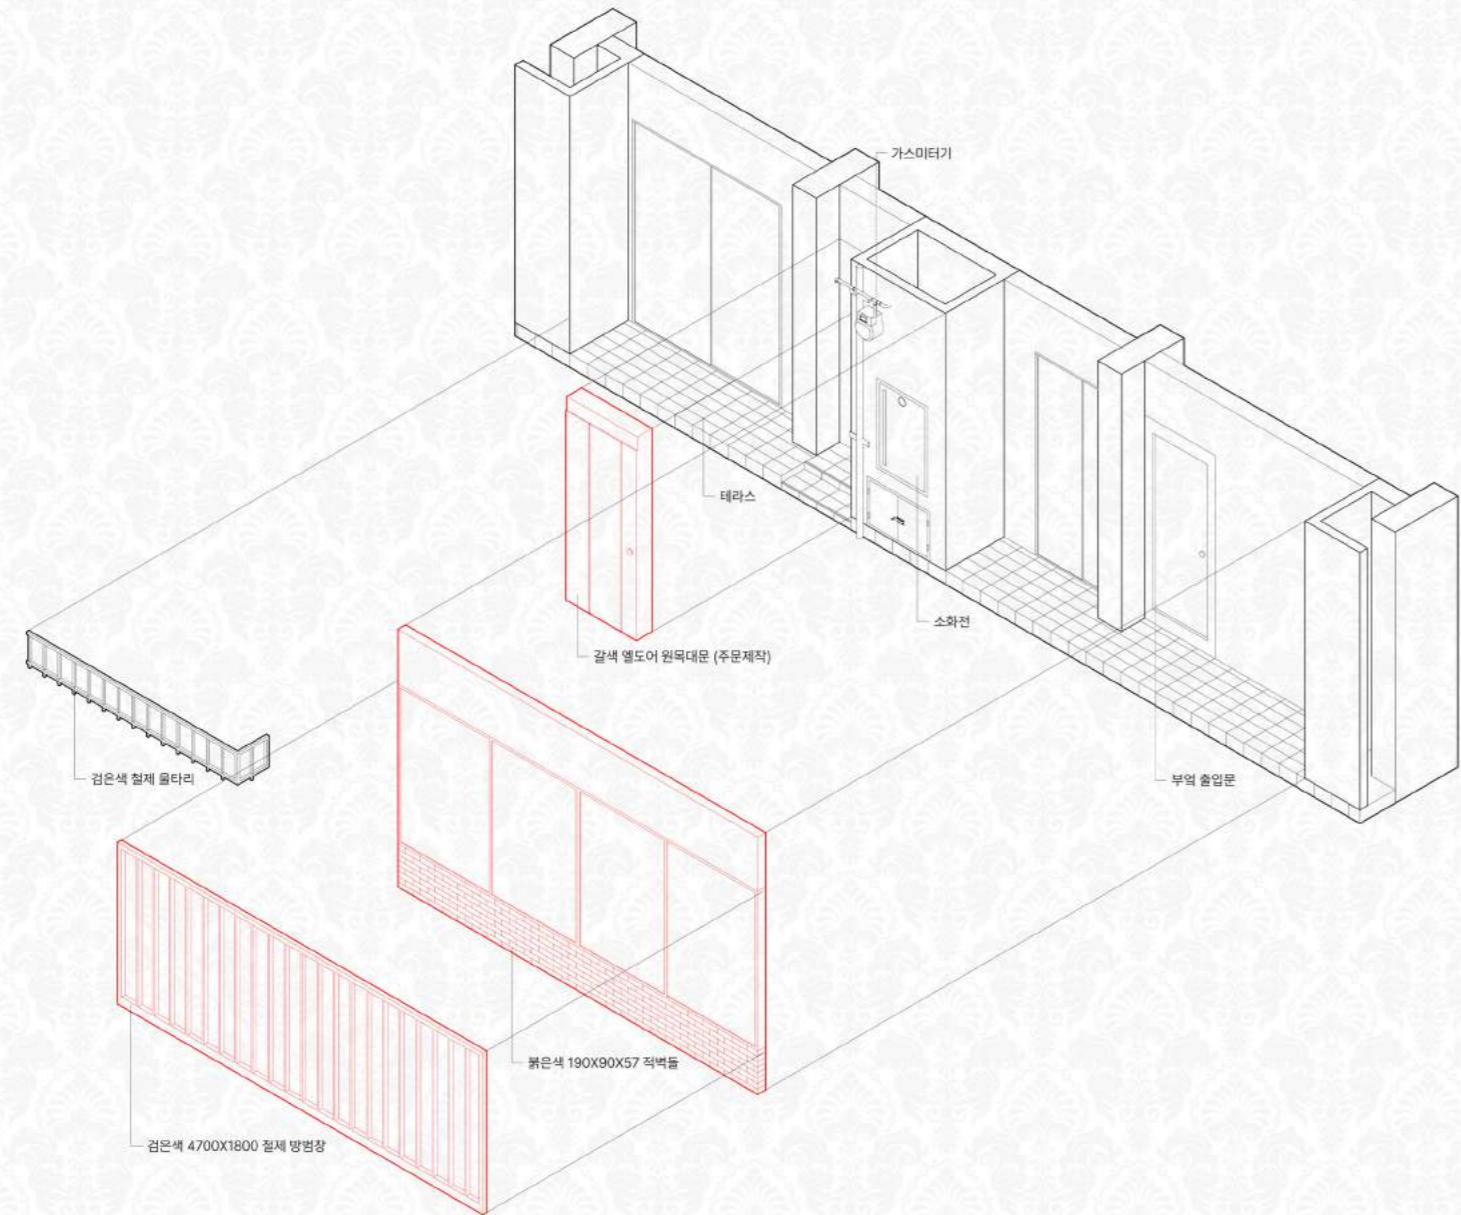 가스미터기
테라스
소화전
갈색 엘도어 원목대문 (주문제작)
검은색 철제 울타리
부엌 출입문
붉은색 190X90X57 적벽돌
검은색 4700X1800 철제 방범창